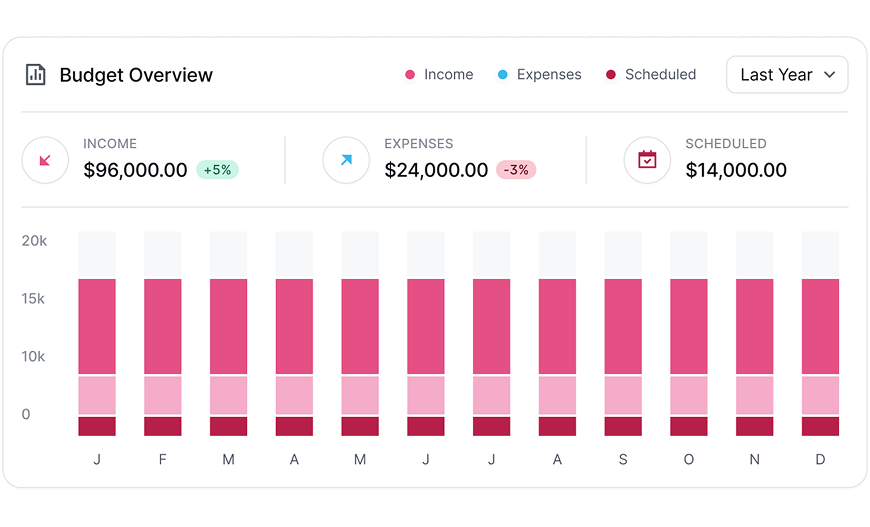 Budget Overview
Income
Expenses
Scheduled
Last Year
INCOME
$96,000.00 +5%
EXPENSES
$24,000.00 -3%
SCHEDULED
$14,000.00
20k
15k
10k
0
J F M A M J J A S O N D